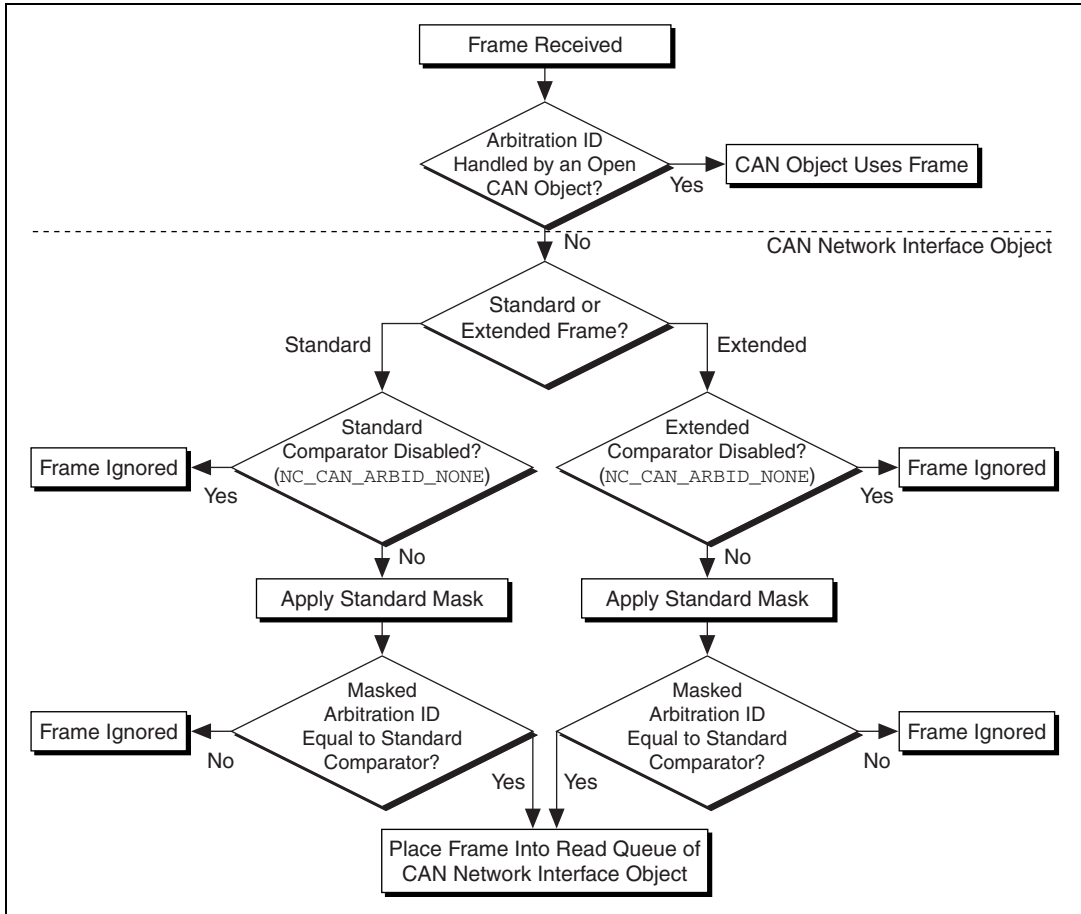 Frame Received
Arbitration ID
Handled by an Open
CAN Object?
Yes
CAN Object Uses Frame
No
CAN Network Interface Object
Standard or
Extended Frame?
Standard
Extended
Standard
Comparator Disabled?
(NC_CAN_ARBID_NONE)
Frame Ignored
Yes
No
Extended
Comparator Disabled?
(NC_CAN_ARBID_NONE)
Yes
Frame Ignored
No
Apply Standard Mask
Apply Standard Mask
Masked
Arbitration ID
Equal to Standard
Comparator?
Frame Ignored
No
Yes
Masked
Arbitration ID
Equal to Standard
Comparator?
Yes
No
Frame Ignored
Place Frame Into Read Queue of
CAN Network Interface Object